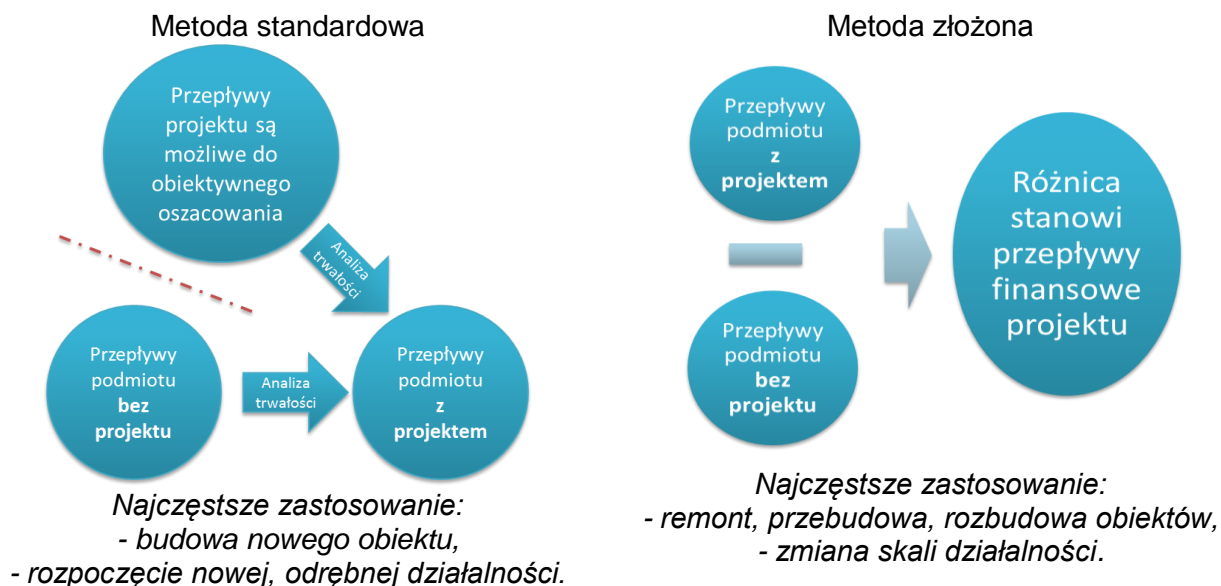 Metoda standardowa
Przepływy
projektu są
możliwe do
obiektywnego
oszacowania
Analiza
trwałości
Przepływy
podmiotu
bez
projektu
Analiza
trwałości
Przepływy
podmiotu
z
projektem
Najczęstsze zastosowanie:
- budowa nowego obiektu,
- rozpoczęcie nowej, odrębnej działalności.
Metoda złożona
Przepływy
podmiotu
z
projektem
Przepływy
podmiotu
bez
projektu
Różnica
stanowi
przepływy
finansowe
projektu
Najczęstsze zastosowanie:
- remont, przebudowa, rozbudowa obiektów,
- zmiana skali działalności.